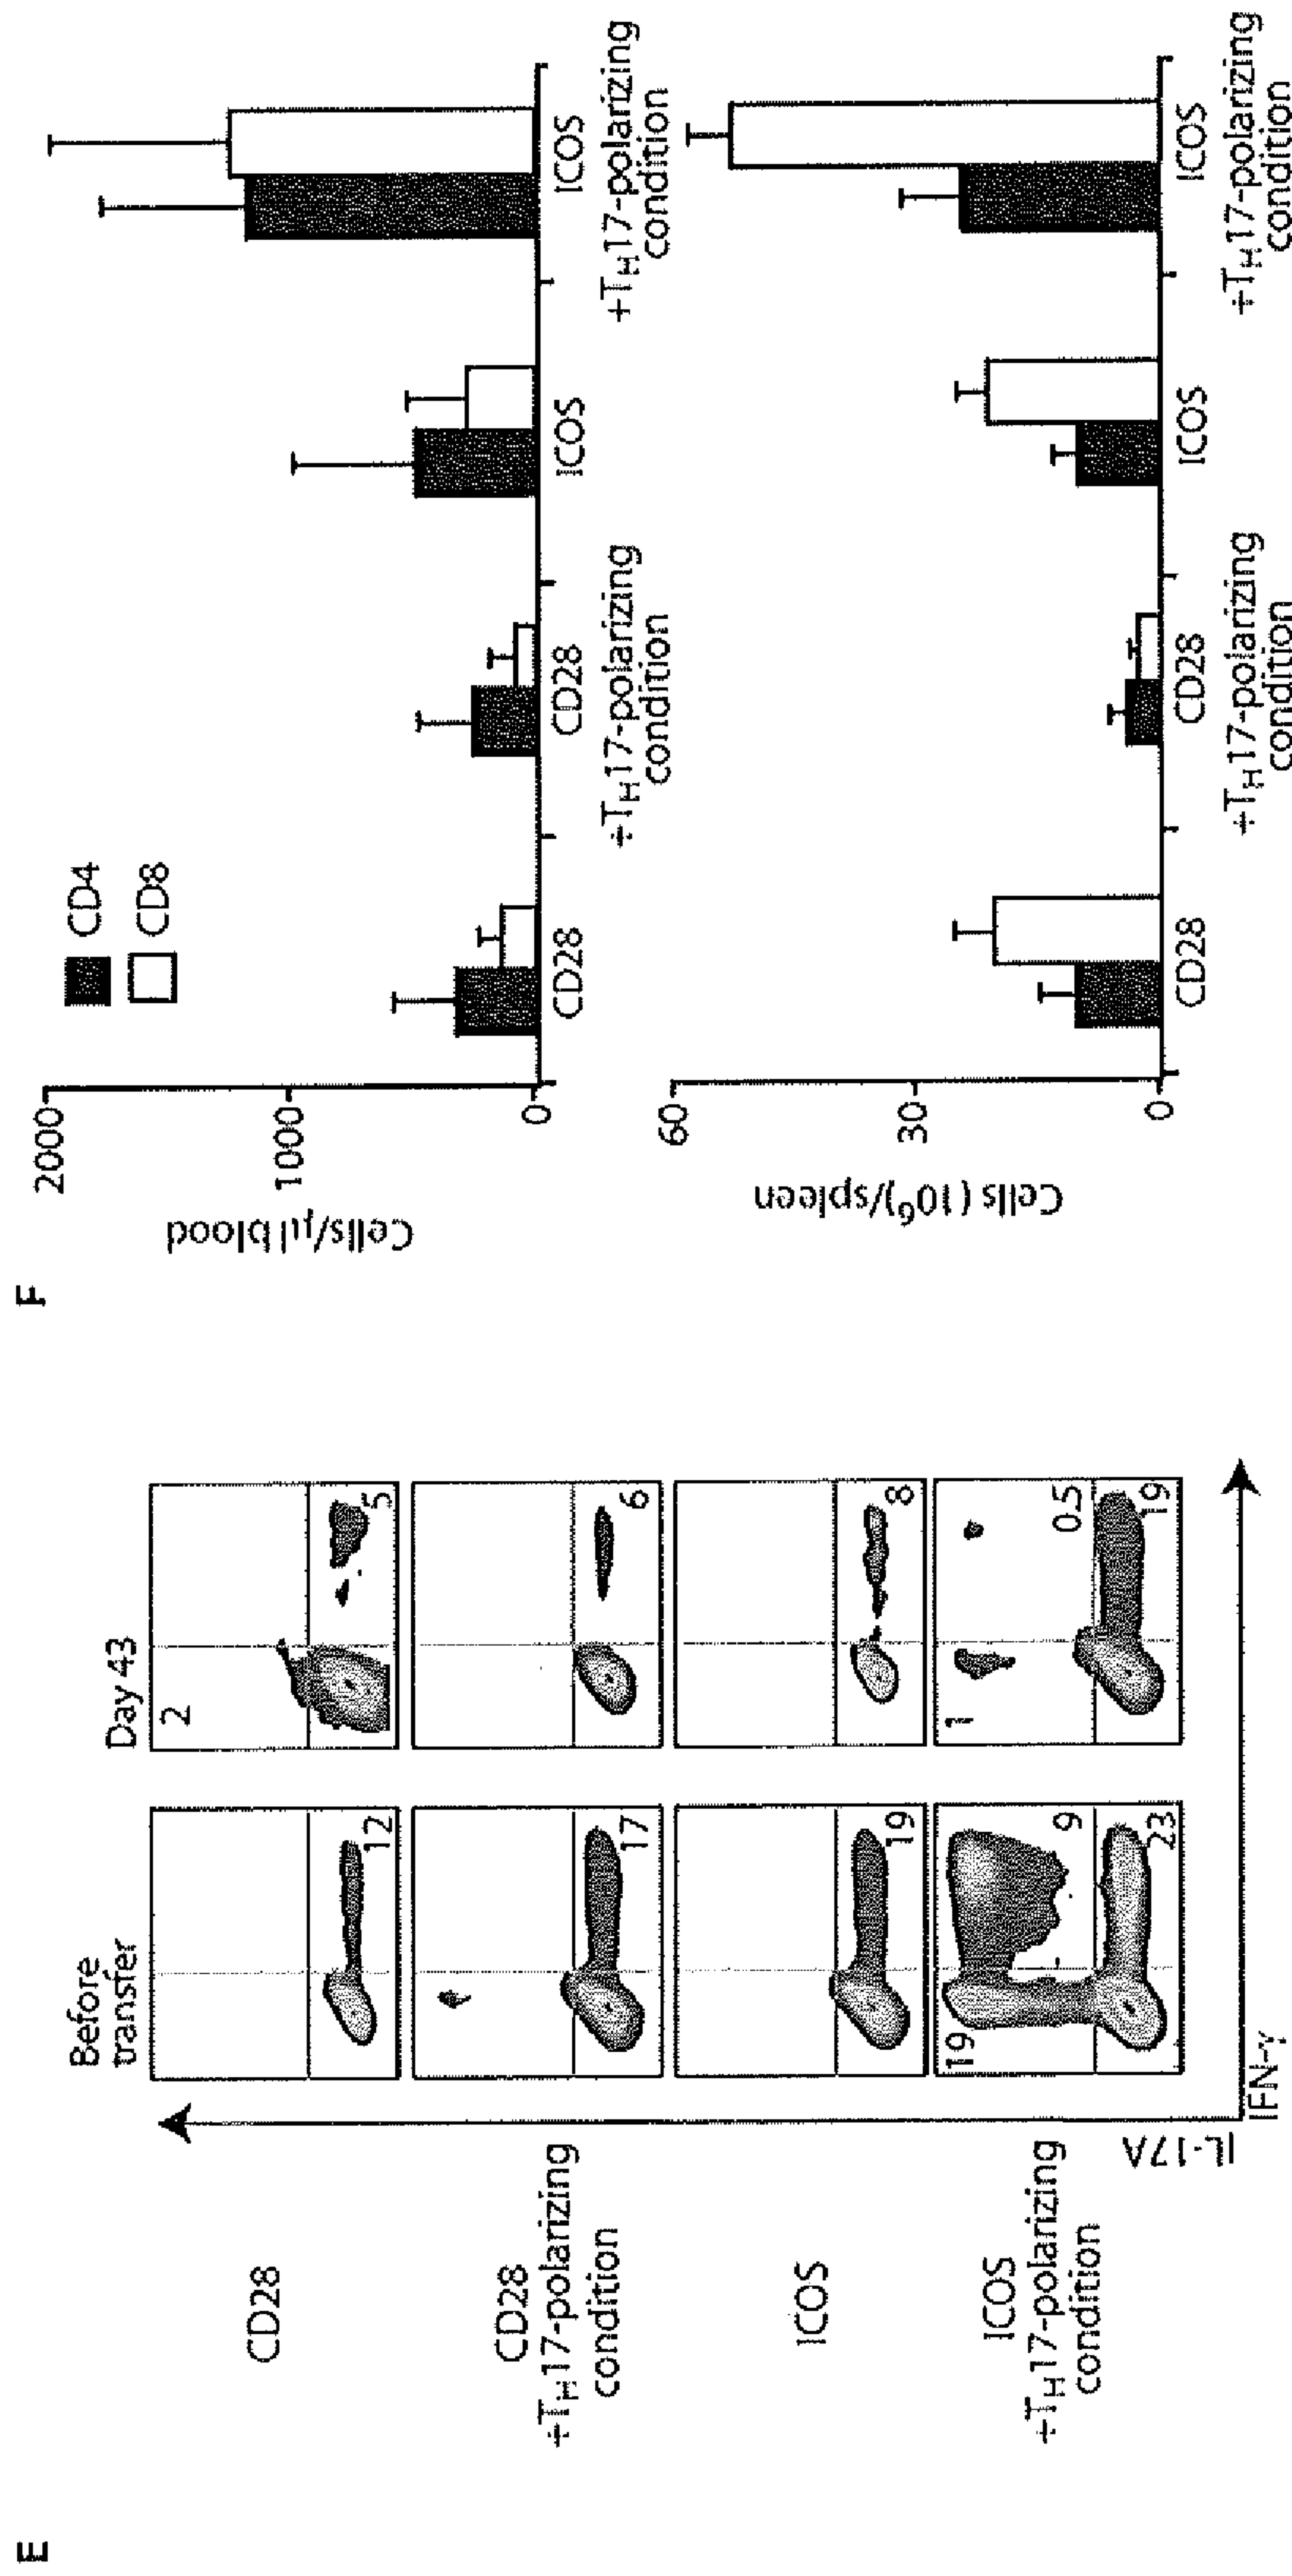 E
Before
transfer
Day 43
CD28
12
2
5
CD28
+TH17-polarizing
condition
17
6
ICOS
19
8
ICOS
+TH17-polarizing
condition
19
9
23
1
0.5
19
IL-17A
IFN-γ
F
CD4
CD8
Cells/µl blood
2000
1000
0
CD28
CD28
+TH17-polarizing
condition
ICOS
ICOS
+TH17-polarizing
condition
Cells (10⁶)/spleen
60
30
0
CD28
CD28
+TH17-polarizing
condition
ICOS
ICOS
+TH17-polarizing
condition